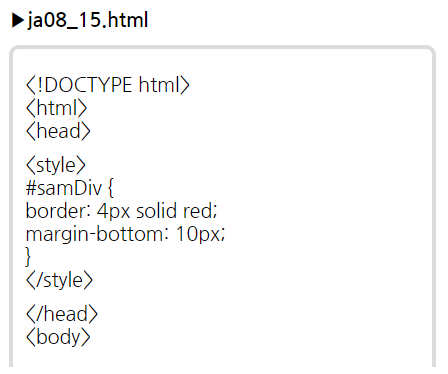 ▶ja08_15.html
<!DOCTYPE html>
<html>
<head>
<style>
#samDiv {
border: 4px solid red;
margin-bottom: 10px;
}
</style>
</head>
<body>